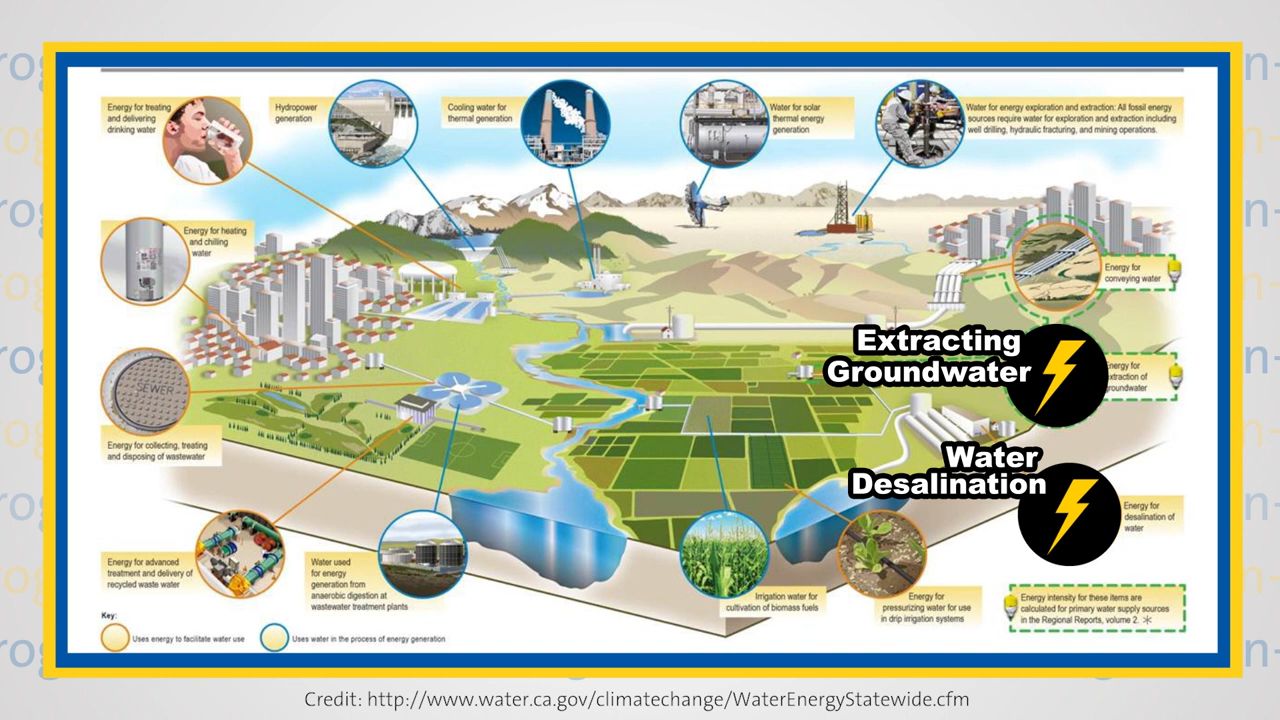 Energy for treating
and delivering
drinking water
Hydropower
generation
Cooling water for
thermal generation
Water for solar
thermal energy
generation
Water for energy exploration and extraction: All fossil energy
sources require water for exploration and extraction including
well drilling, hydraulic fracturing, and mining operations.
Energy for heating
and chilling
water
Energy for
conveying water
Extracting
Groundwater
Energy for
extraction of
groundwater
SEWER
Energy for collecting, treating
and disposing of wastewater
Water
Desalination
Energy for
desalination of
water
Energy for advanced
treatment and delivery of
recycled waste water
Water used
for energy
generation from
anaerobic digestion at
wastewater treatment plants
Irrigation water for
cultivation of biomass fuels
Energy for
pressurizing water for use
in drip irrigation systems
Energy intensity for these items are
calculated for primary water supply sources
in the Regional Reports, volume 2. *
Key:
Uses energy to facilitate water use
Uses water in the process of energy generation
Credit: http://www.water.ca.gov/climatechange/WaterEnergyStatewide.cfm